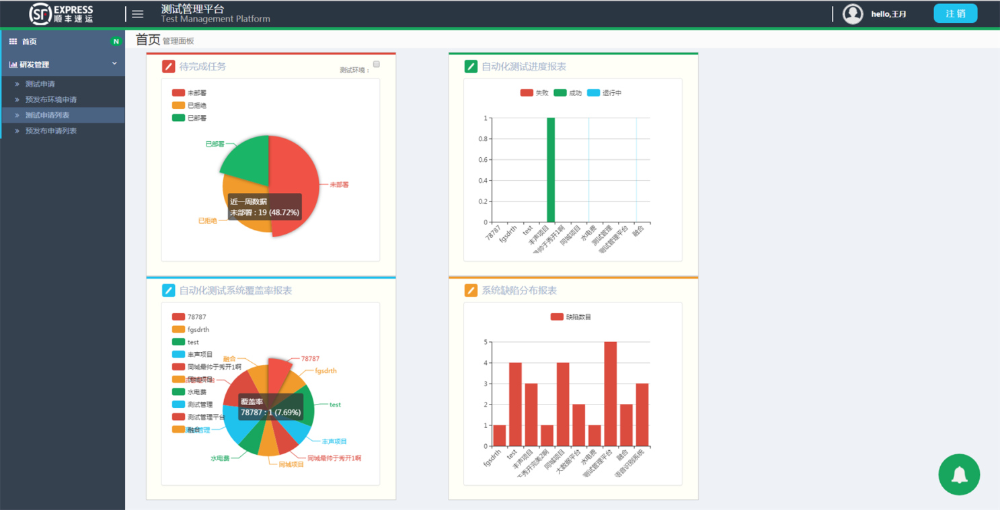 SF EXPRESS
顺丰速运
测试管理平台
Test Management Platform
hello,王月
注 销
首页
N
研发管理
测试申请
预发布环境申请
测试申请列表
预发布申请列表
首页 管理面板
待完成任务
测试环境：
未部署
已拒绝
已部署
已部署
未部署
已拒绝
近一周数据
未部署 : 19 (48.72%)
自动化测试进度报表
失败
成功
运行中
1
0.8
0.6
0.4
0.2
0
78787
fgsdrth
test
丰声项目
最帅于秀开1啊
同城项目
水电费
测试管理
测试管理平台
融合
自动化测试系统覆盖率报表
78787
fgsdrth
test
丰声项目
同城最帅于秀开1啊
同城项目
水电费
测试管理
测试管理平台
融合
融合
78787
fgsdrth
test
丰声项目
同城最帅于秀开1啊
同城项目
水电费
覆盖率
78787 : 1 (7.69%)
系统缺陷分布报表
缺陷数目
5
4
3
2
1
0
fgsdrth
test
丰声项目
于秀开完美2啊
同城项目
大数据平台
水电费
测试管理平台
融合
语音识别系统